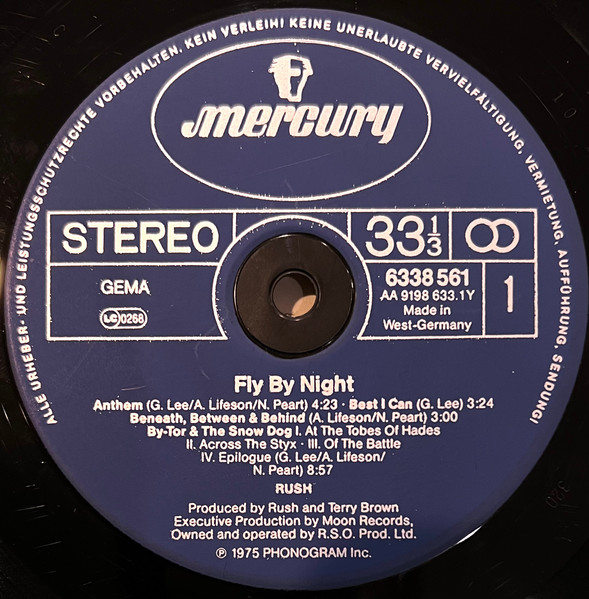 ALLE URHEBER- UND LEISTUNGSSCHUTZRECHTE VORBEHALTEN. KEIN VERLEIH! KEINE UNERLAUBTE VERVIELFÄLTIGUNG, VERMIETUNG, AUFFÜHRUNG, SENDUNG!
mercury
STEREO
33 1/3
GEMA
LC 0268
6338 561
AA 9198 633.1Y
Made in
West-Germany
1
Fly By Night
Anthem (G. Lee/A. Lifeson/N. Peart) 4:23 · Best I Can (G. Lee) 3:24
Beneath, Between & Behind (A. Lifeson/N. Peart) 3:00
By-Tor & The Snow Dog I. At The Tobes Of Hades
II. Across The Styx · III. Of The Battle
IV. Epilogue (G. Lee/A. Lifeson/
N. Peart) 8:57
RUSH
Produced by Rush and Terry Brown
Executive Production by Moon Records,
Owned and operated by R.S.O. Prod. Ltd.
℗ 1975 PHONOGRAM Inc.